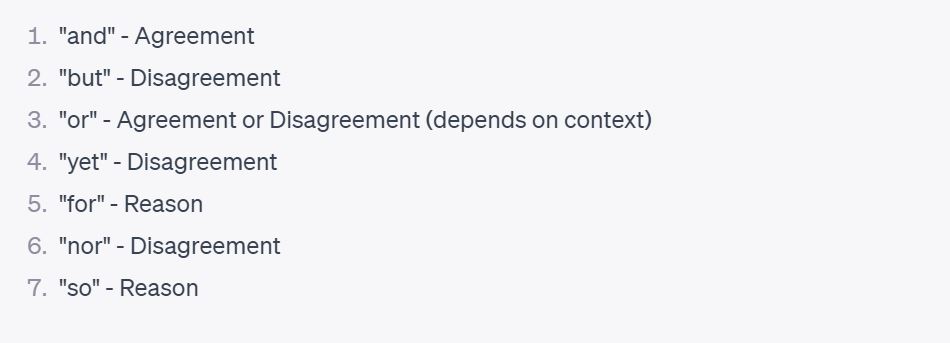 1. "and" - Agreement
2. "but" - Disagreement
3. "or" - Agreement or Disagreement (depends on context)
4. "yet" - Disagreement
5. "for" - Reason
6. "nor" - Disagreement
7. "so" - Reason